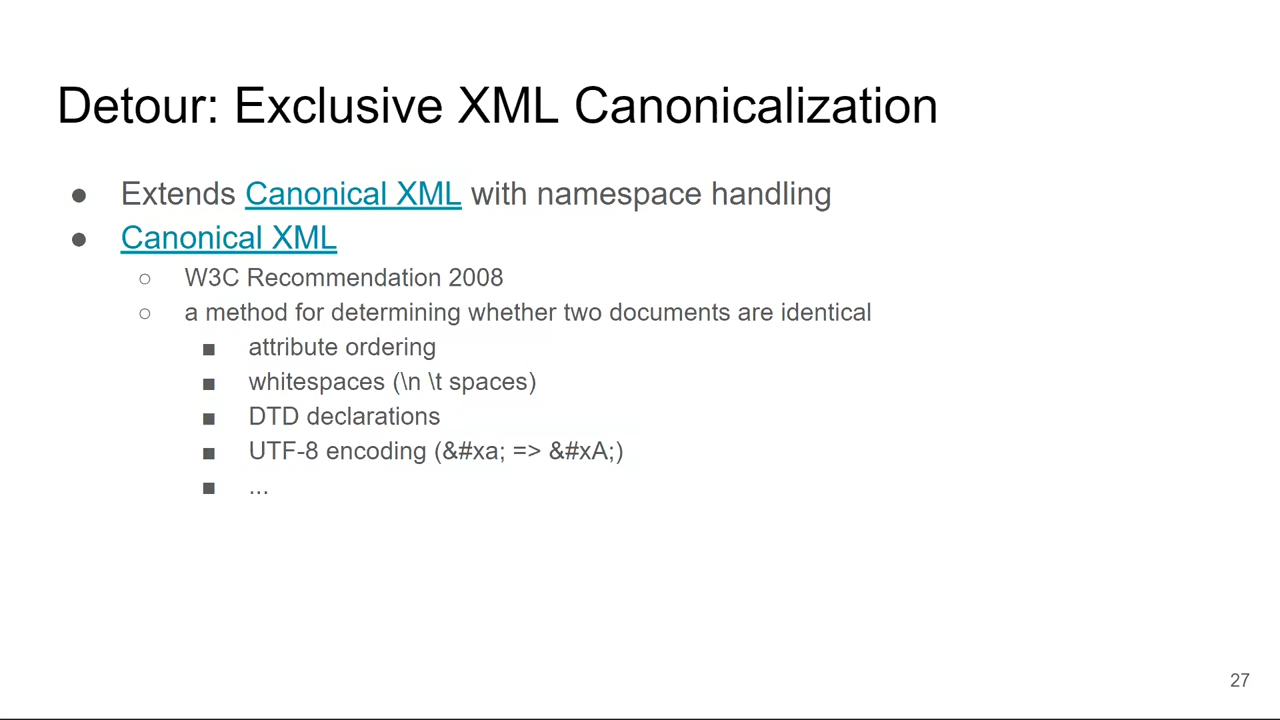 Detour: Exclusive XML Canonicalization
● Extends Canonical XML with namespace handling
● Canonical XML
○ W3C Recommendation 2008
○ a method for determining whether two documents are identical
■ attribute ordering
■ whitespaces (\n \t spaces)
■ DTD declarations
■ UTF-8 encoding (&#xa; => &#xA;)
■ ...
27